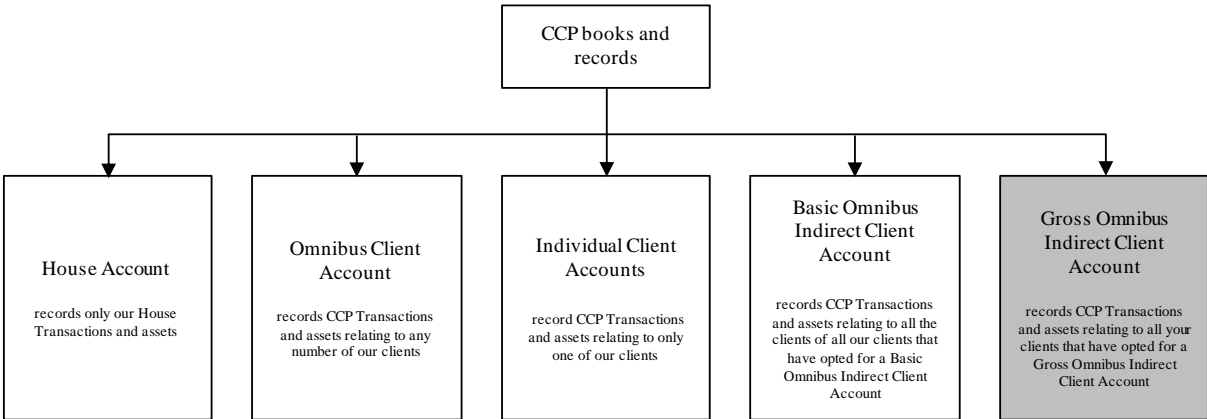 CCP books and
records
House Account
records only our House
Transactions and assets
Omnibus Client
Account
records CCP Transactions
and assets relating to any
number of our clients
Individual Client
Accounts
record CCP Transactions
and assets relating to only
one of our clients
Basic Omnibus
Indirect Client
Account
records CCP Transactions
and assets relating to all the
clients of all our clients that
have opted for a Basic
Omnibus Indirect Client
Account
Gross Omnibus
Indirect Client
Account
records CCP Transactions
and assets relating to all your
clients that have opted for a
Gross Omnibus Indirect
Client Account